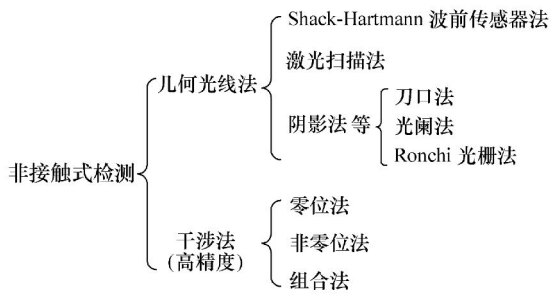 Shack-Hartmann 波前传感器法
几何光线法
激光扫描法
阴影法 等
刀口法
光阑法
Ronchi 光栅法
非接触式检测
干涉法
(高精度)
零位法
非零位法
组合法